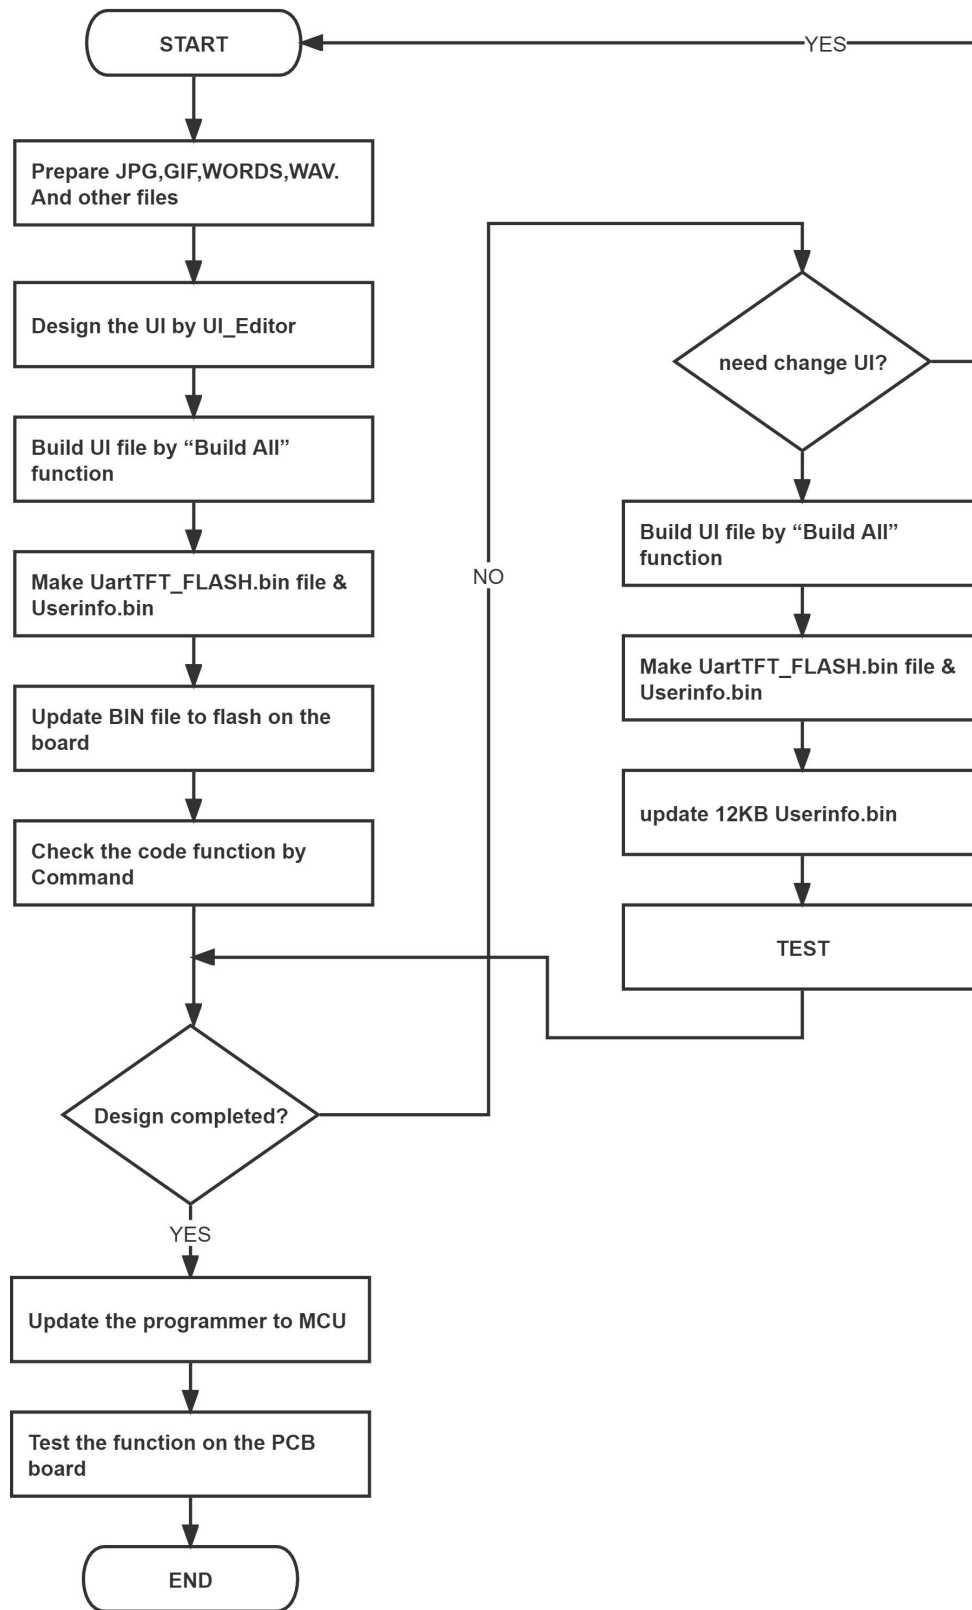 START
YES
Prepare JPG,GIF,WORDS,WAV.
And other files
Design the UI by UI_Editor
need change UI?
Build UI file by “Build All”
function
Build UI file by “Build All”
function
Make UartTFT_FLASH.bin file &
Userinfo.bin
NO
Make UartTFT_FLASH.bin file &
Userinfo.bin
Update BIN file to flash on the
board
update 12KB Userinfo.bin
Check the code function by
Command
TEST
Design completed?
YES
Update the programmer to MCU
Test the function on the PCB
board
END